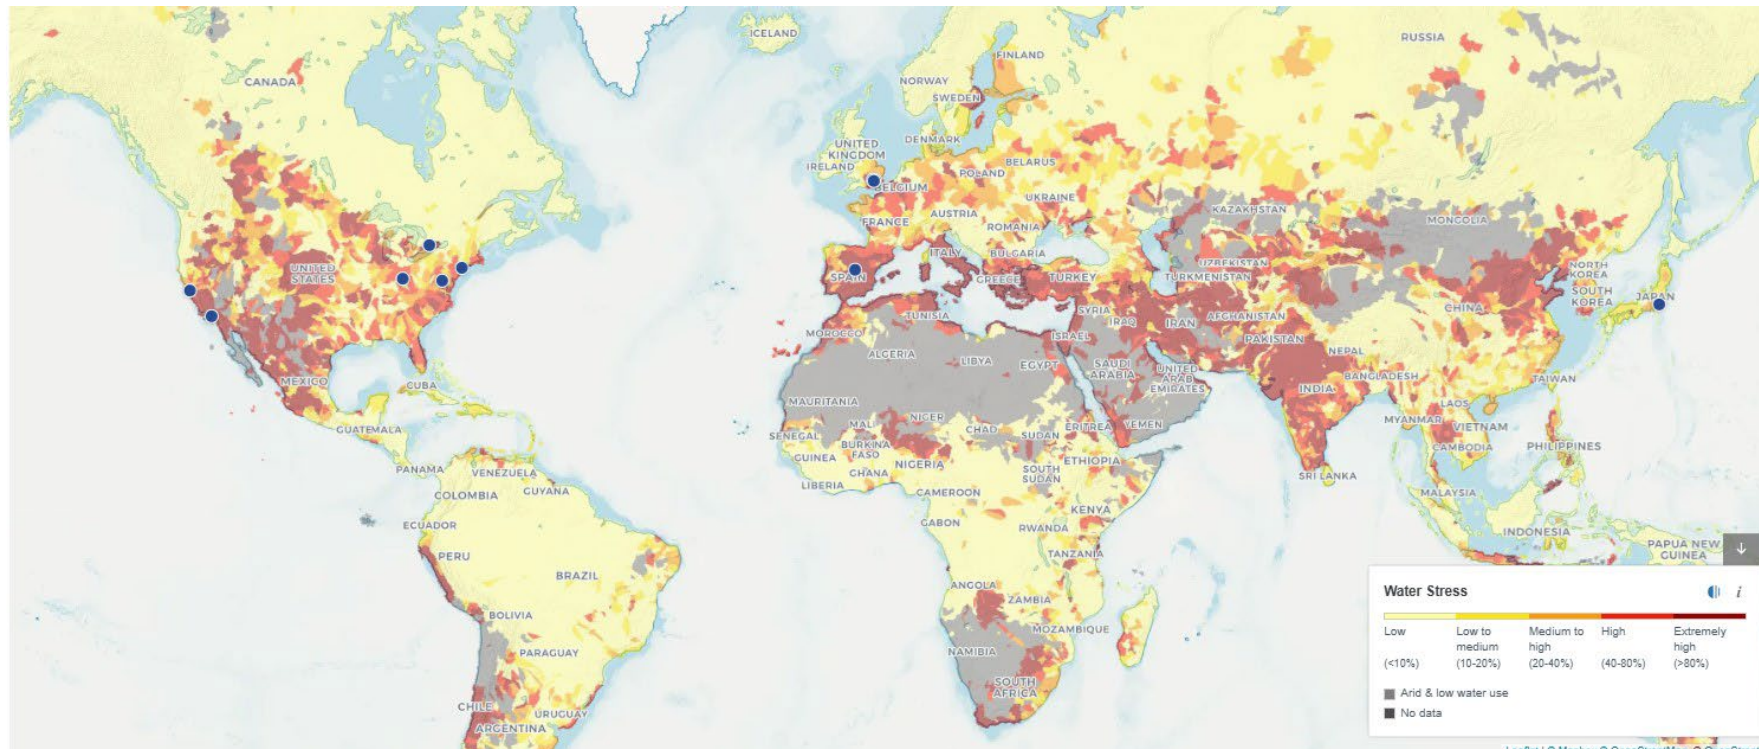 ICELAND
RUSSIA
FINLAND
CANADA
NORWAY
SWEDEN
DENMARK
UNITED
KINGDOM
IRELAND
BELARUS
POLAND
BELGIUM
UKRAINE
KAZAKHSTAN
MONGOLIA
FRANCE
AUSTRIA
ROMANIA
ITALY
BULGARIA
UZBEKISTAN
NORTH
KOREA
UNITED
STATES
SPAIN
GREECE
TURKEY
TURKMENISTAN
SOUTH
KOREA
JAPAN
SYRIA
CHINA
TUNISIA
AFGHANISTAN
IRAQ
IRAN
MOROCCO
ISRAEL
PAKISTAN
ALGERIA
LIBYA
EGYPT
SAUDI
ARABIA
NEPAL
UNITED
ARAB
EMIRATES
BANGLADESH
TAIWAN
MEXICO
CUBA
INDIA
MAURITANIA
LAOS
NIGER
MALI
CHAD
ERITREA
YEMEN
MYANMAR
VIETNAM
GUATEMALA
SENEGAL
SUDAN
BURKINA
FASO
CAMBODIA
PHILIPPINES
GUINEA
NIGERIA
ETHIOPIA
PANAMA
VENEZUELA
GHANA
SOUTH
SUDAN
SRI LANKA
LIBERIA
GUYANA
COLOMBIA
CAMEROON
MALAYSIA
KENYA
ECUADOR
GABON
RWANDA
INDONESIA
PAPUA NEW
GUINEA
PERU
TANZANIA
BRAZIL
ANGOLA
ZAMBIA
BOLIVIA
MOZAMBIQUE
NAMIBIA
PARAGUAY
SOUTH
AFRICA
CHILE
URUGUAY
ARGENTINA
Water Stress
i
Low
(<10%)
Low to
medium
(10-20%)
Medium to
high
(20-40%)
High
(40-80%)
Extremely
high
(>80%)
Arid & low water use
No data